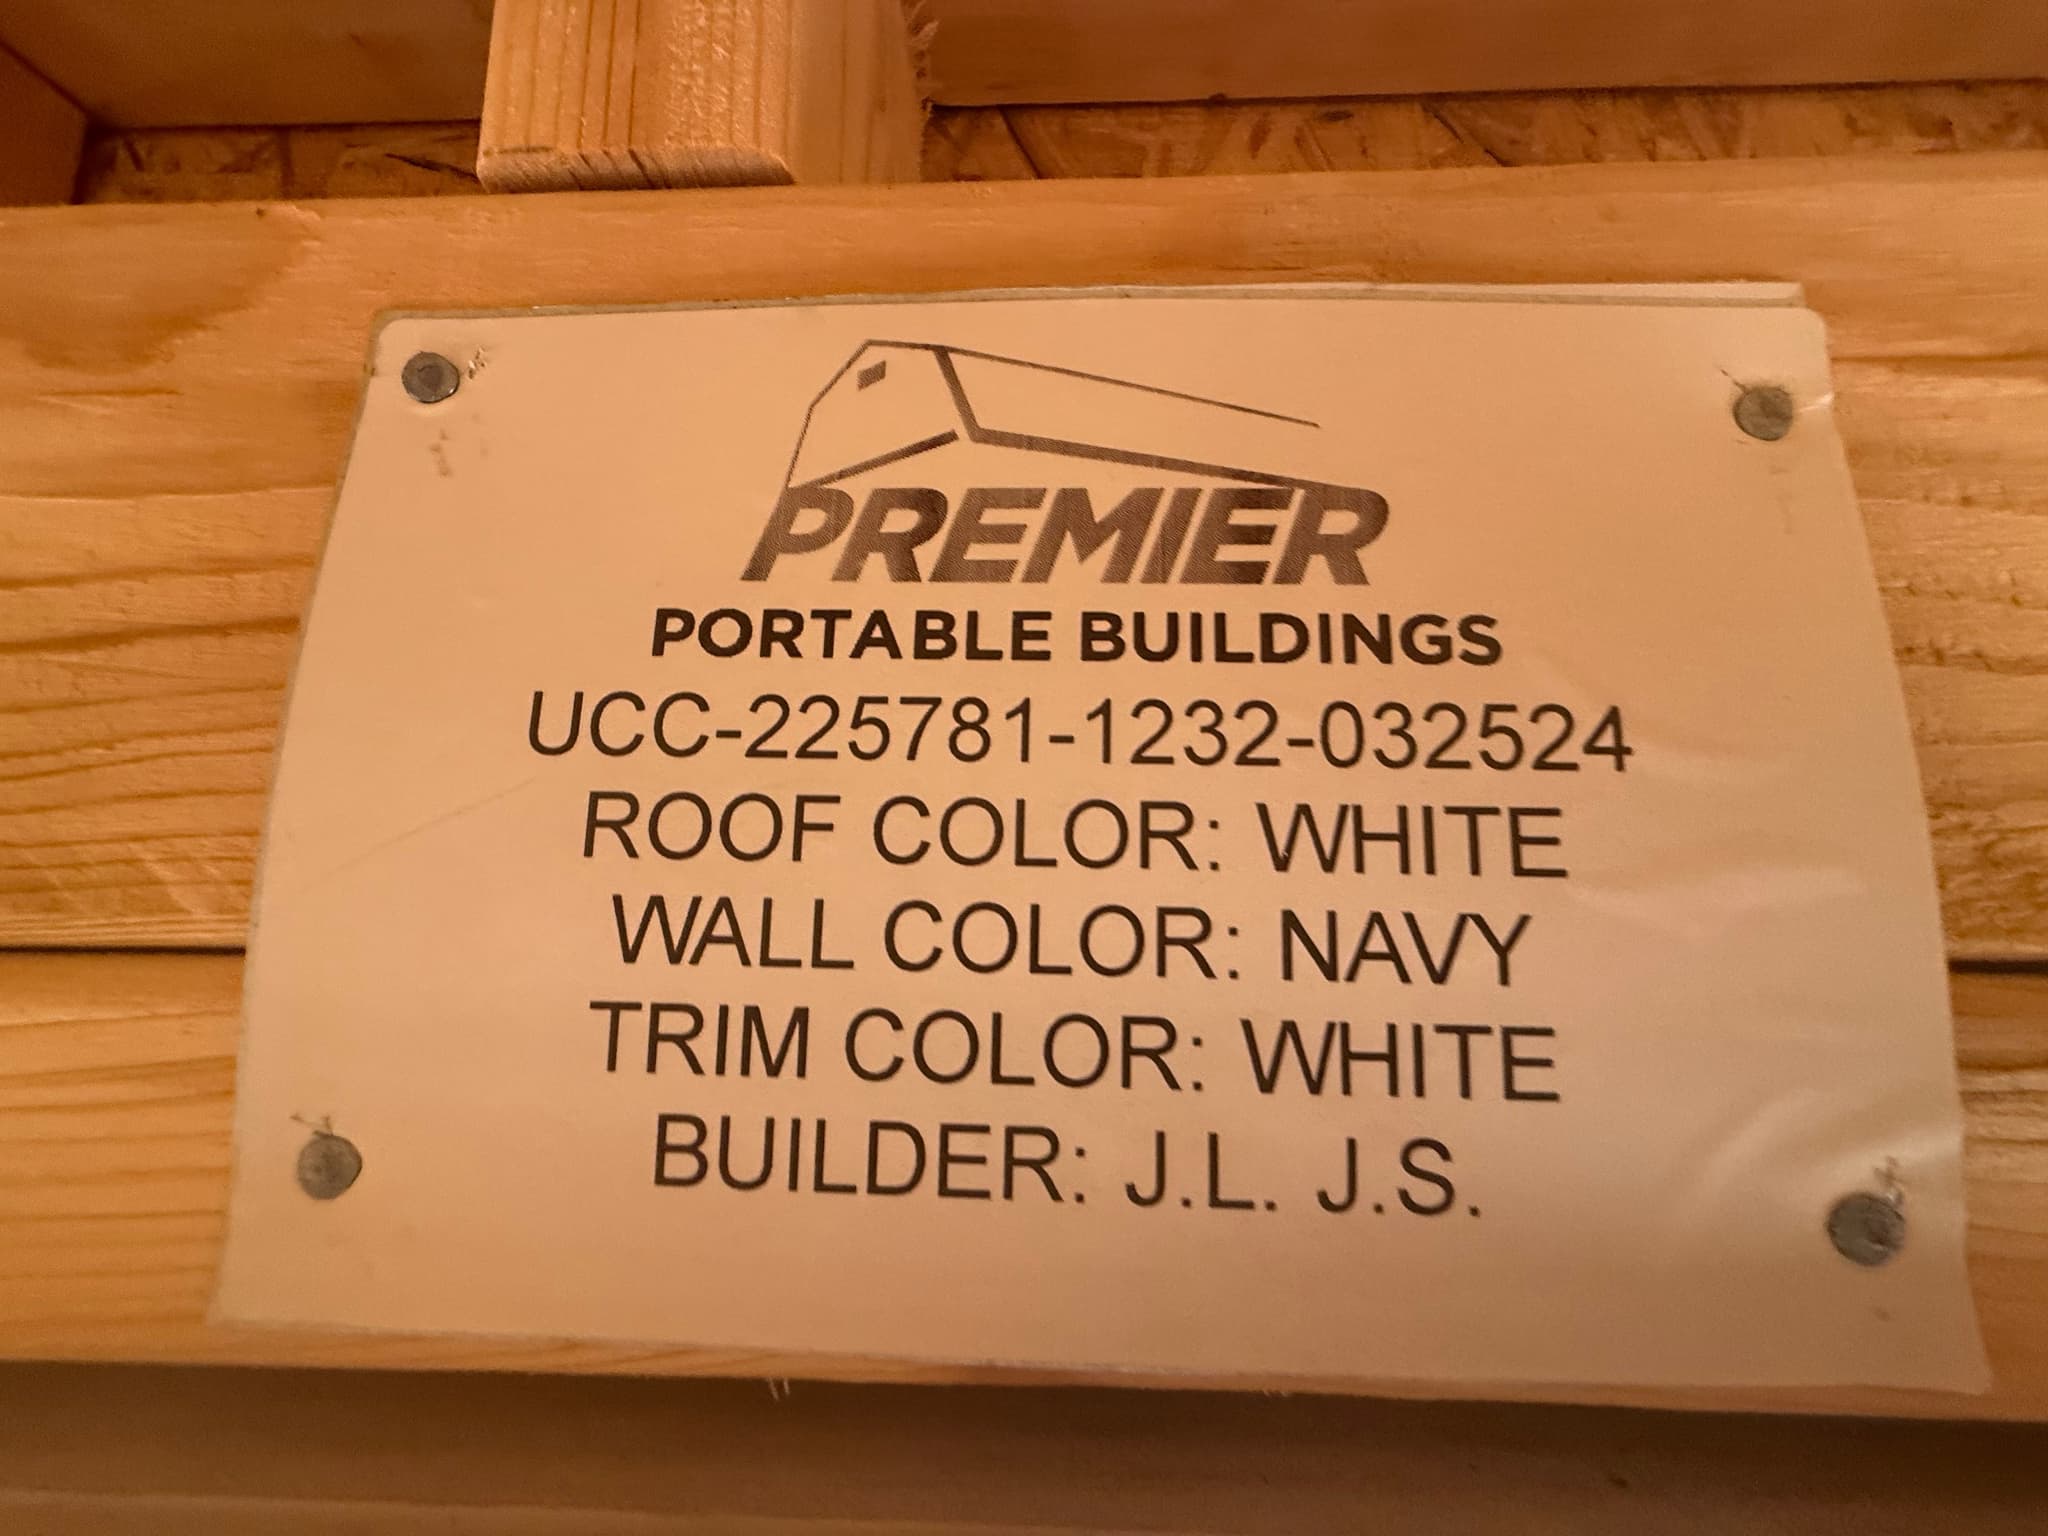 PREMIER
PORTABLE BUILDINGS
UCC-225781-1232-032524
ROOF COLOR: WHITE
WALL COLOR: NAVY
TRIM COLOR: WHITE
BUILDER: J.L. J.S.